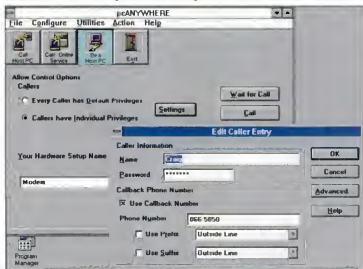 pcANYWHERE
File Configure Utilities Action Help
Call Host PC
Call Online Service
Be a Host PC
Exit
Allow Control Options
Callers
Every Caller has Default Privileges
Callers have Individual Privileges
Settings
Wait for Call
Call
Your Hardware Setup Name
Modem
Edit Caller Entry
Caller Information
Name Craig
Password *******
Callback Phone Number
Use Callback Number
Phone Number 066-5050
Use Prefix Outside Line
Use Suffix Outside Line
OK
Cancel
Advanced
Help
Program Manager